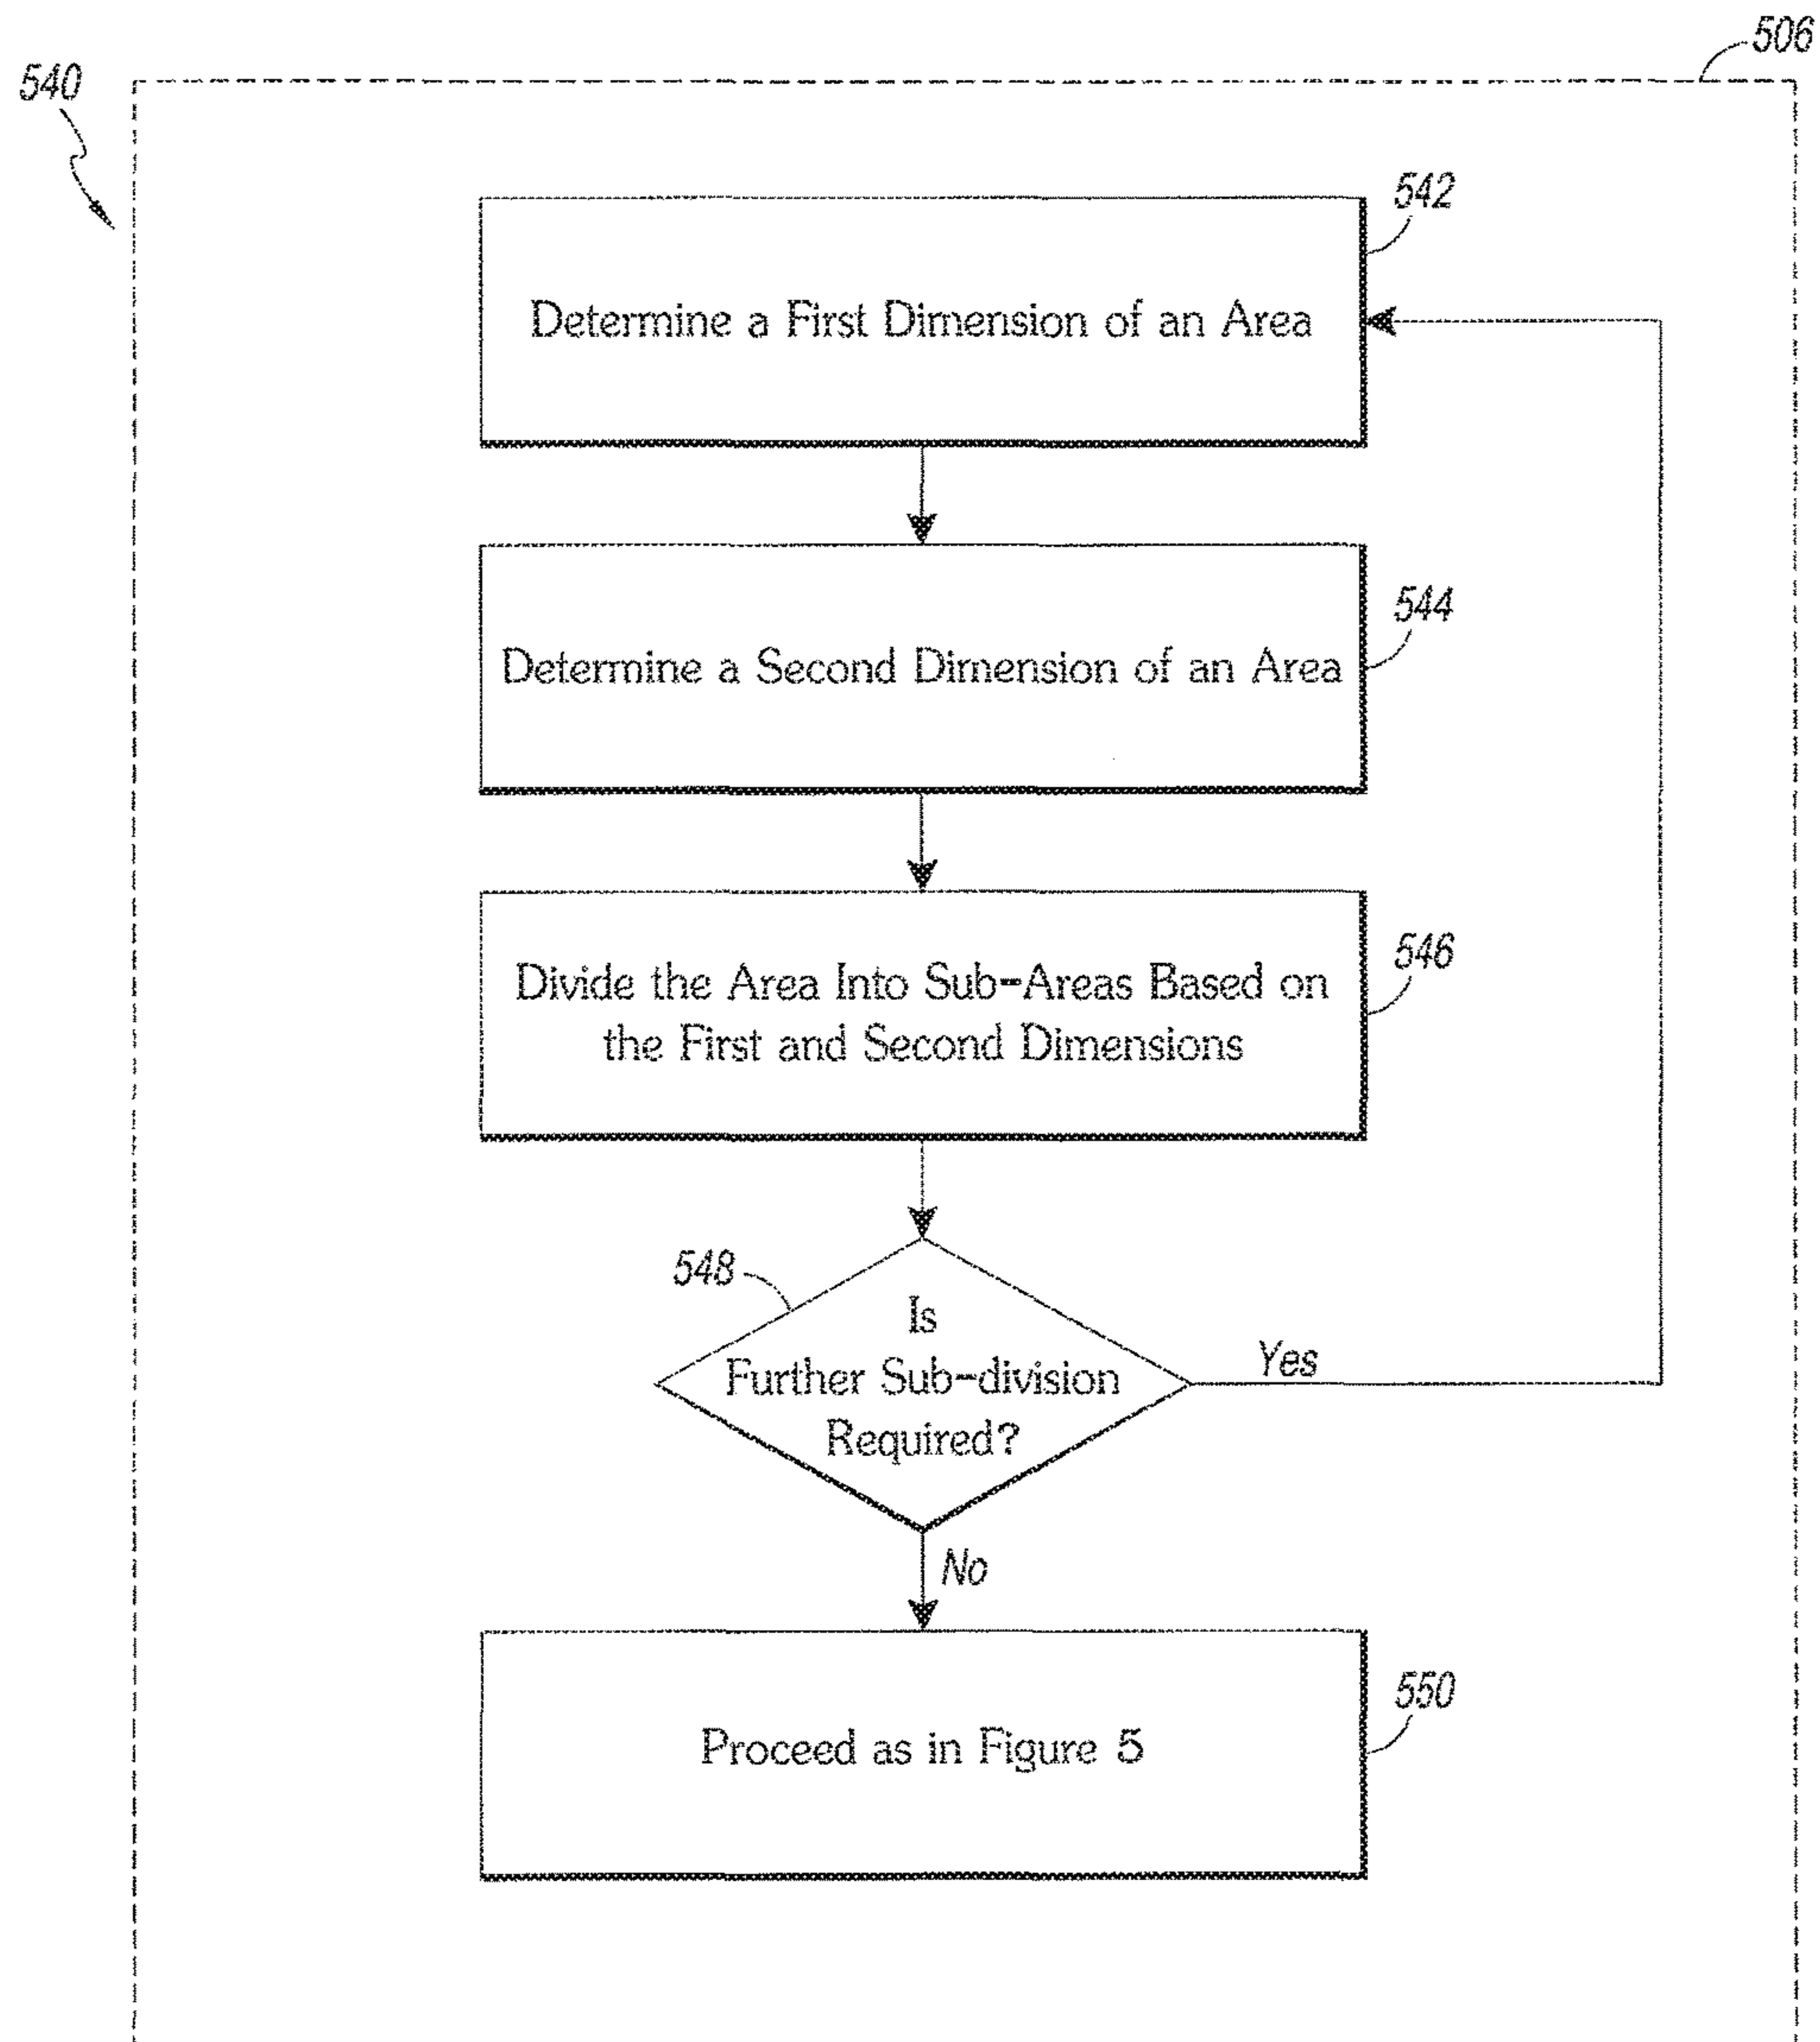 506
540
542
Determine a First Dimension of an Area
544
Determine a Second Dimension of an Area
546
Divide the Area Into Sub-Areas Based on
the First and Second Dimensions
548
Is
Further Sub-division
Required?
Yes
No
550
Proceed as in Figure 5